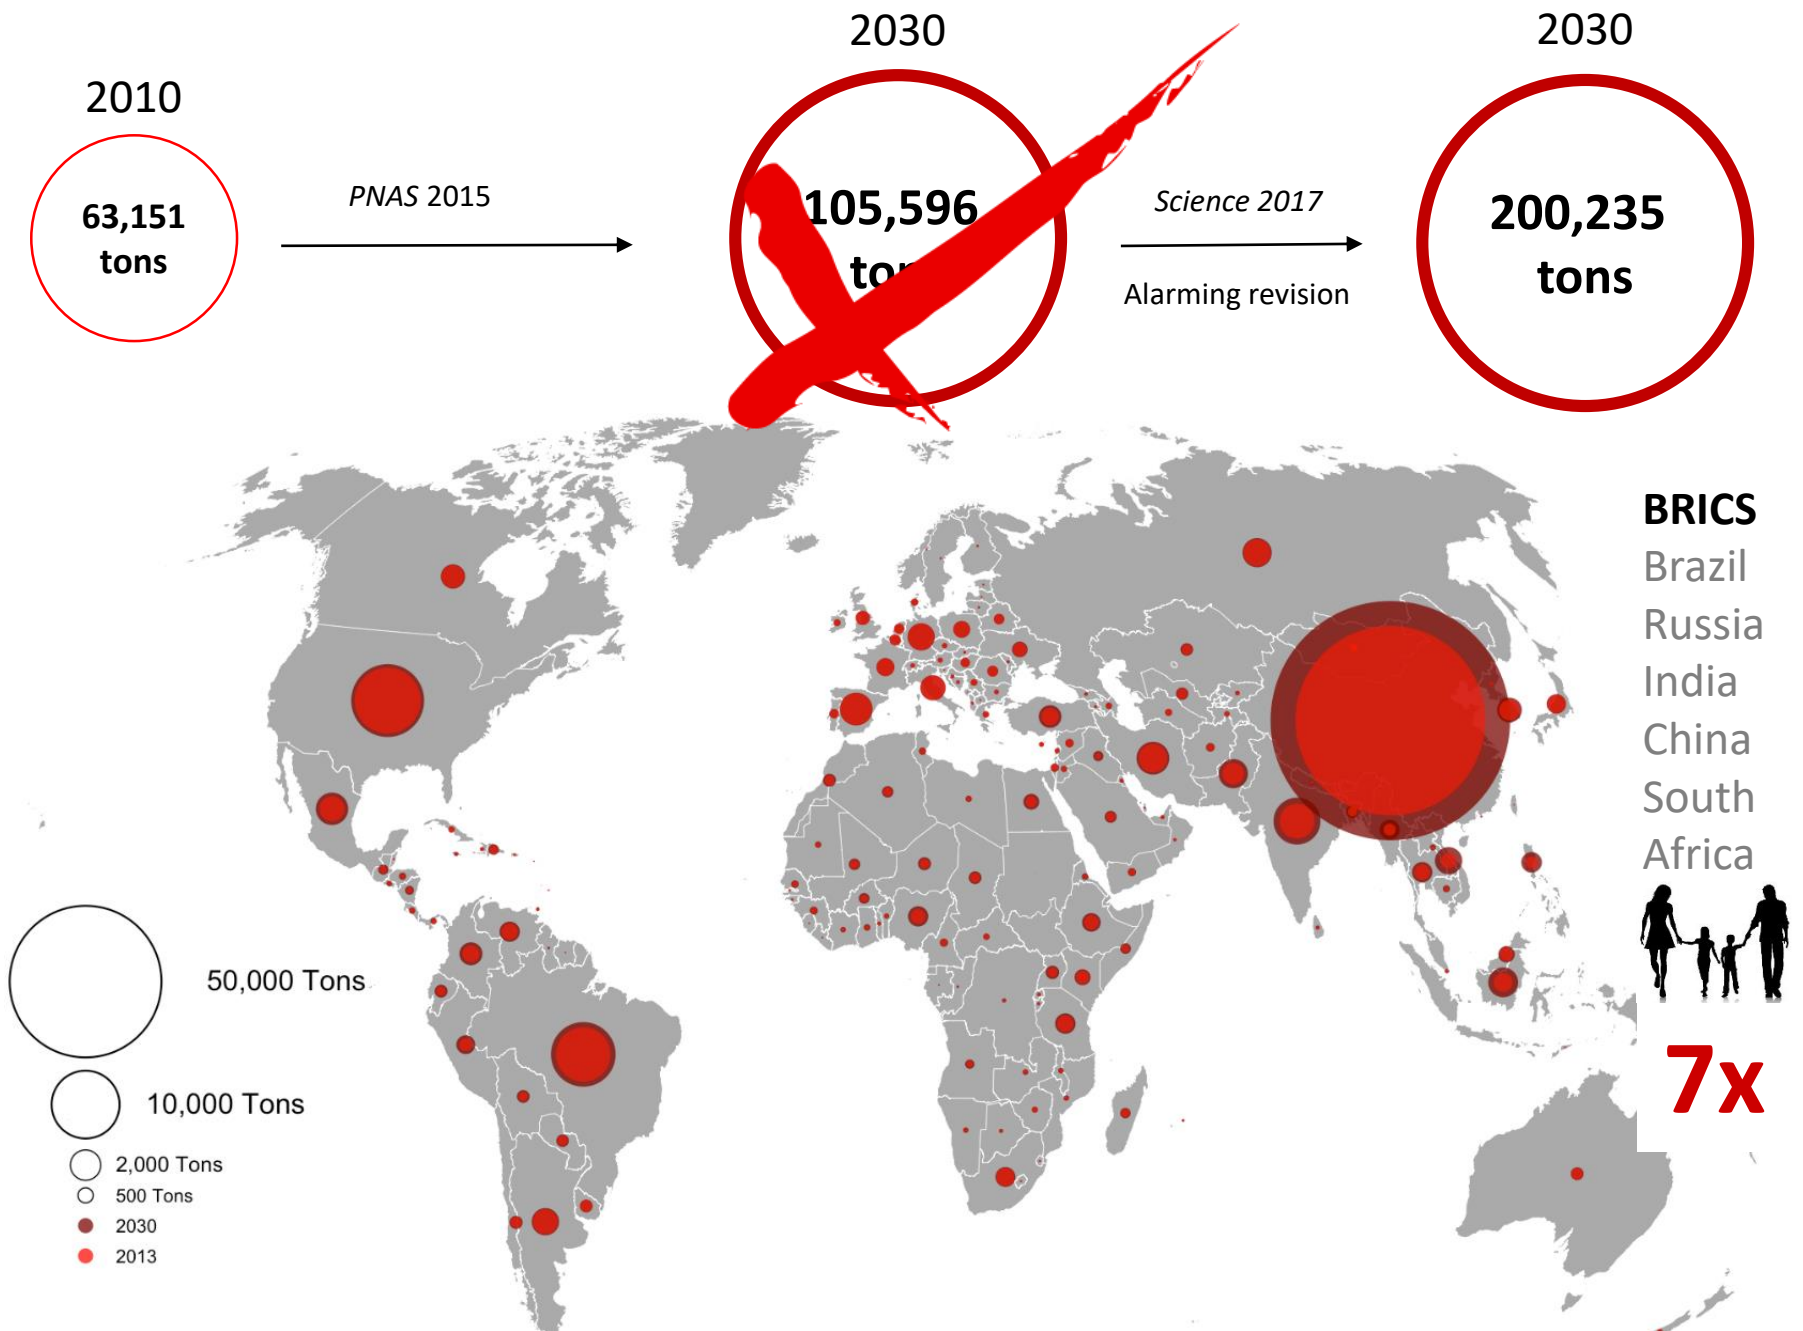 2010
63,151
tons
PNAS 2015
2030
105,596
Science 2017
Alarming revision
2030
200,235
tons
BRICS
Brazil
Russia
India
China
South
Africa
7x
50,000 Tons
10,000 Tons
2,000 Tons
500 Tons
2030
2013